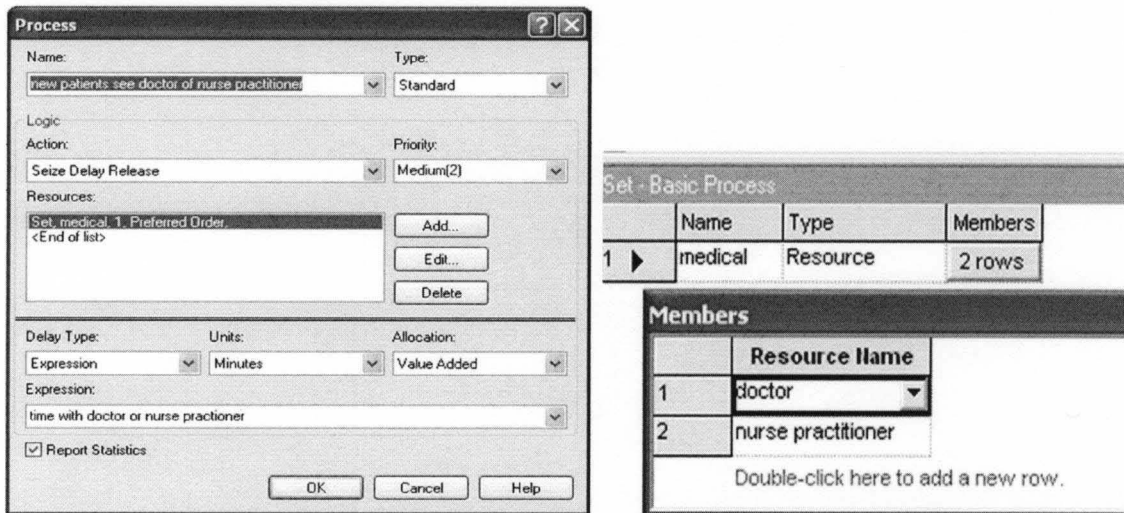 Process
Name: Type:
new patients see doctor of nurse practitioner Standard
Logic
Action: Priority:
Seize Delay Release Medium(2)
Resources:
Set, medical, 1, Preferred Order,
<End of list>
Add...
Edit...
Delete
Delay Type: Units: Allocation:
Expression Minutes Value Added
Expression:
time with doctor or nurse practioner
Report Statistics
OK Cancel Help
Set - Basic Process
Name Type Members
1 medical Resource 2 rows
Members
Resource Name
1 doctor
2 nurse practitioner
Double-click here to add a new row.